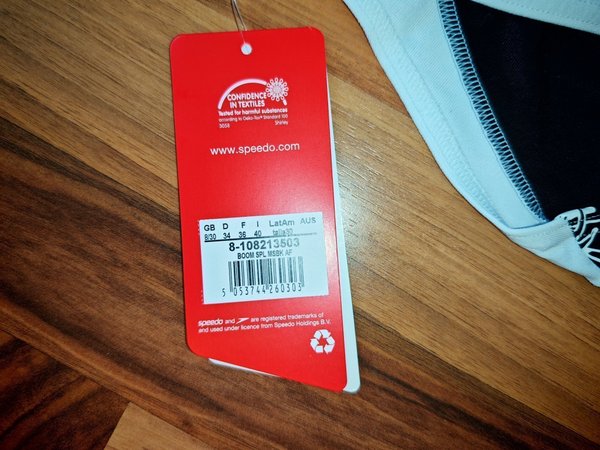 CONFIDENCE
IN TEXTILES
Tested for harmful substances
according to Oeko-Tex® Standard 100
5058 Shirley
www.speedo.com
GB D F I LatAm AUS
8/30 34 36 40 talla30
8-108213503
BOOM SPL MSBK AF
5 053744 260303
speedo and are registered trademarks of
and used under licence from Speedo Holdings B.V.